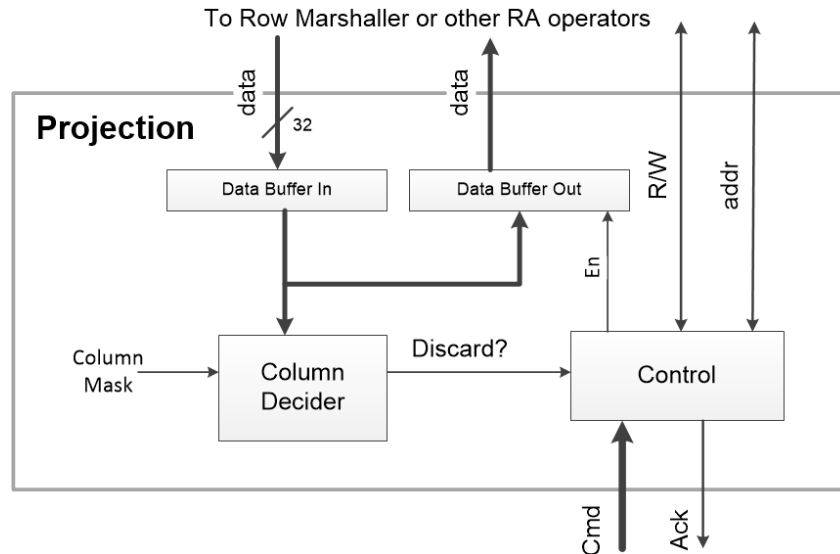 To Row Marshaller or other RA operators
data
data
32
Projection
Data Buffer In
Data Buffer Out
R/W
addr
En
Column
Mask
Column
Decider
Discard?
Control
Cmd
Ack